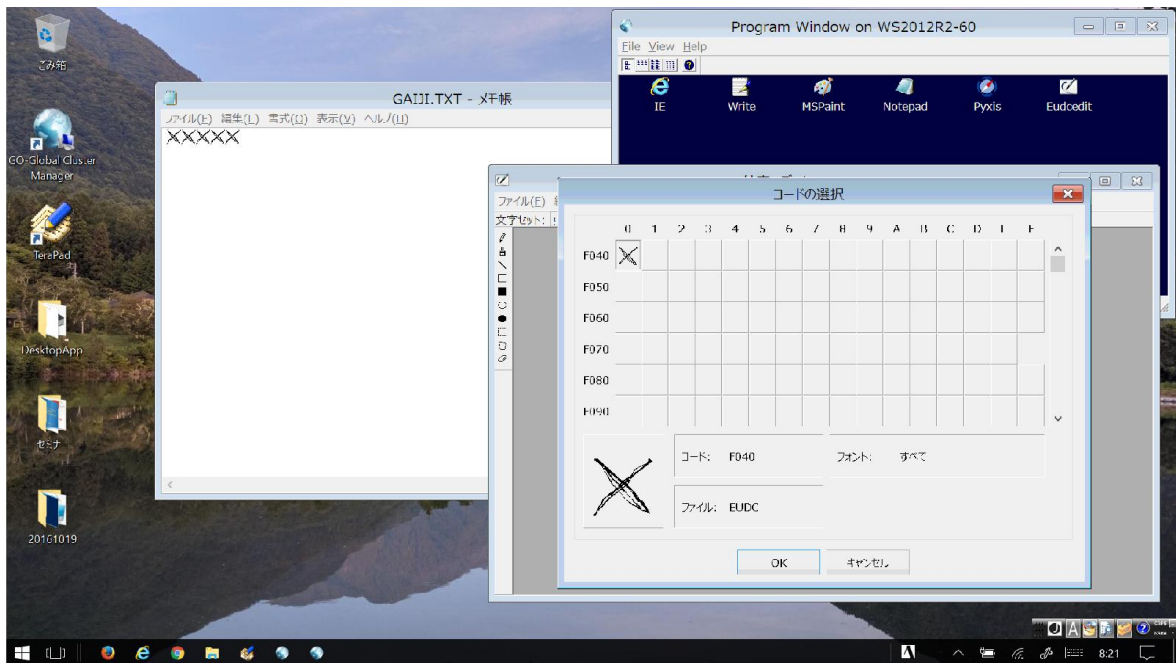 ごみ箱
GO-Global Cluster
Manager
TeraPad
DesktopApp
セミナ
20161019
GAIJI.TXT - メモ帳
ファイル(F) 編集(E) 書式(O) 表示(V) ヘルプ(H)
Program Window on WS2012R2-60
File View Help
IE Write MSPaint Notepad Pyxis Eudcedit
ファイル(F)
文字セット:
コードの選択
0 1 2 3 4 5 6 7 8 9 A B C D E F
F040
F050
F060
F070
F080
F090
コード: F040 フォント: すべて
ファイル: EUDC
OK キャンセル
A
8:21